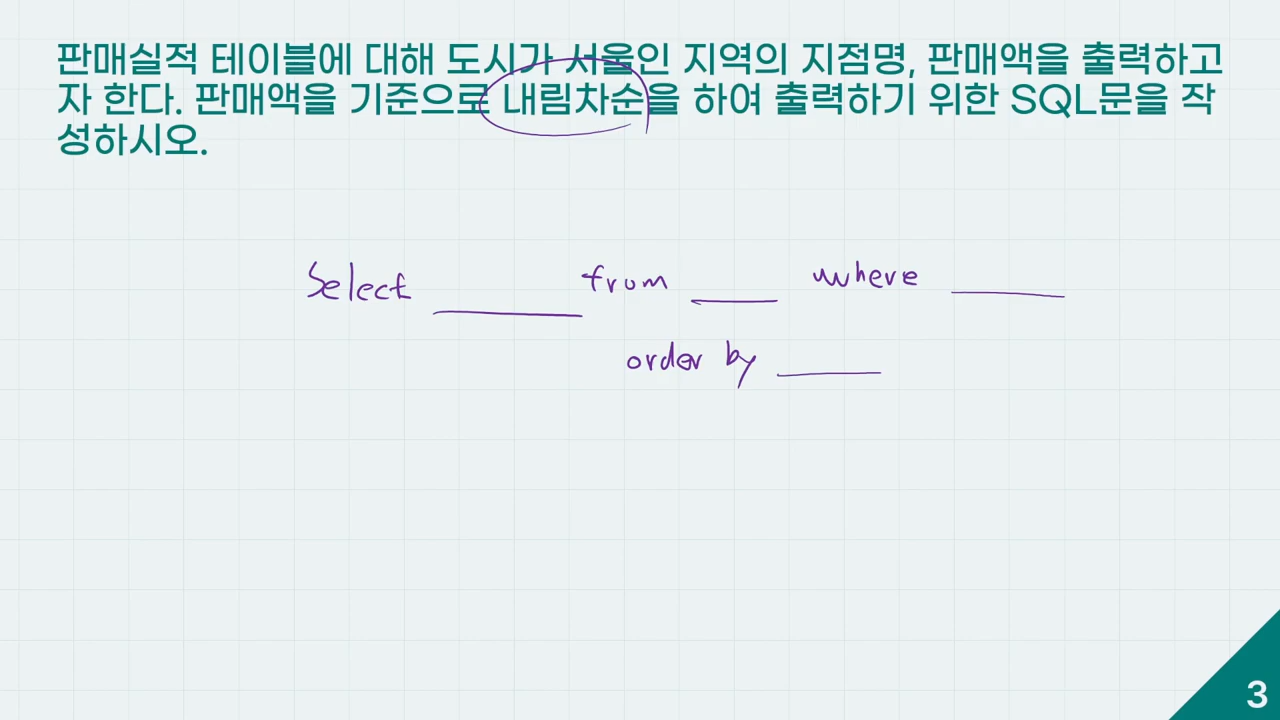 판매실적 테이블에 대해 도시가 서울인 지역의 지점명, 판매액을 출력하고
자 한다. 판매액을 기준으로 내림차순을 하여 출력하기 위한 SQL문을 작
성하시오.
Select from where
order by
3